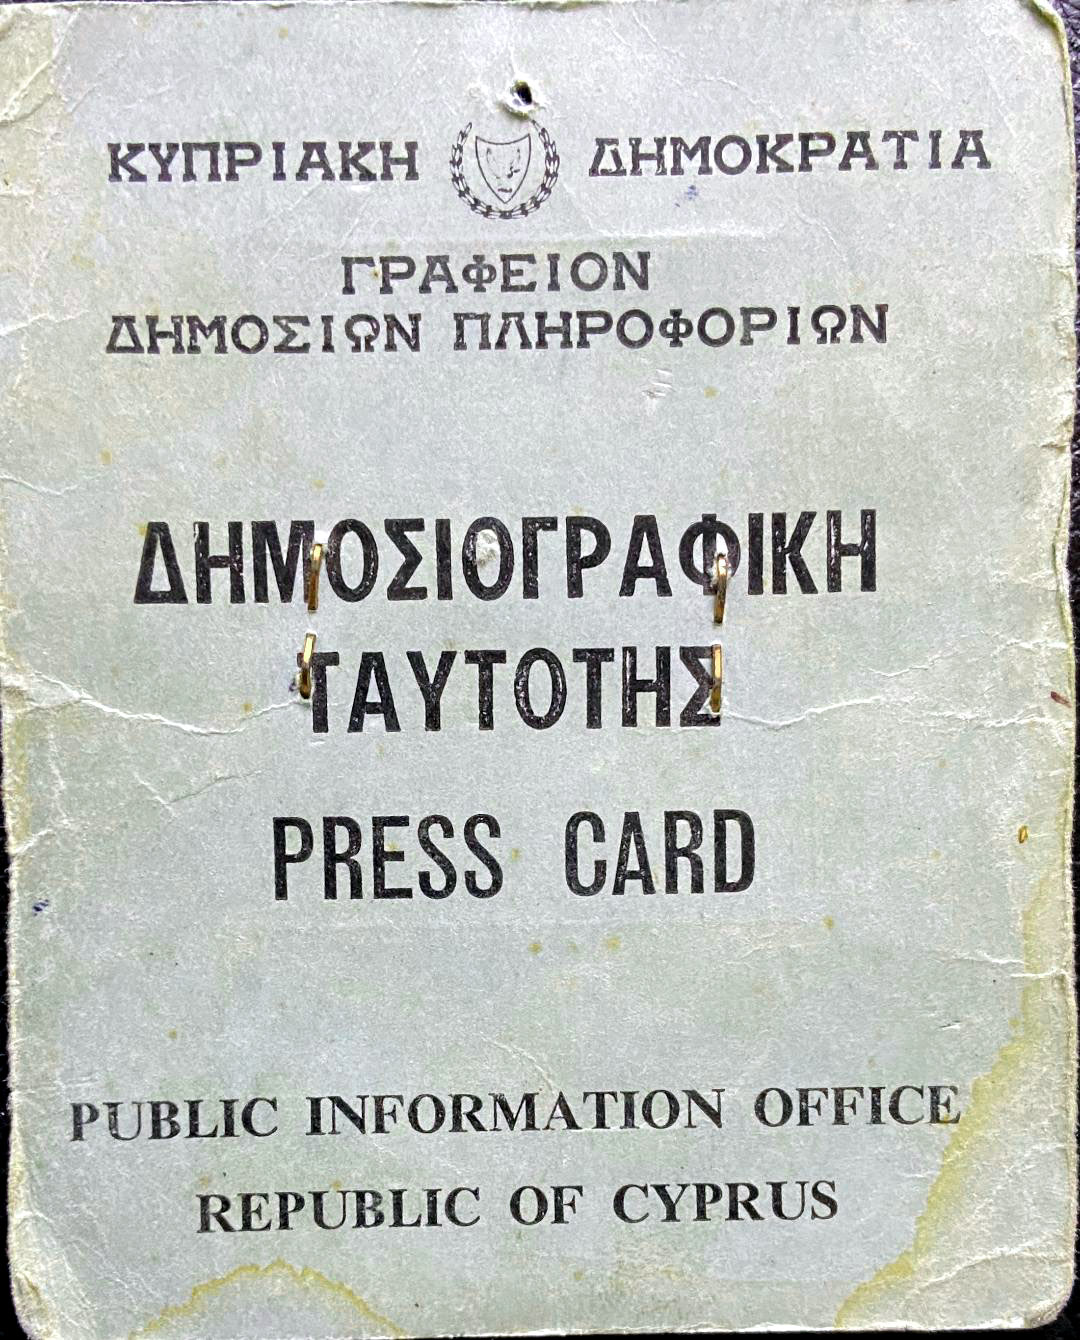 ΚΥΠΡΙΑΚΗ ΔΗΜΟΚΡΑΤΙΑ
ΓΡΑΦΕΙΟΝ
ΔΗΜΟΣΙΩΝ ΠΛΗΡΟΦΟΡΙΩΝ
ΔΗΜΟΣΙΟΓΡΑΦΙΚΗ
ΤΑΥΤΟΤΗΣ
PRESS CARD
PUBLIC INFORMATION OFFICE
REPUBLIC OF CYPRUS